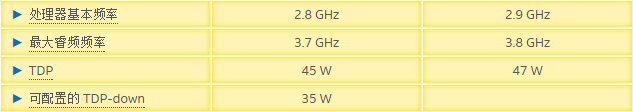 ► 处理器基本频率 2.8 GHz 2.9 GHz
► 最大睿频频率 3.7 GHz 3.8 GHz
► TDP 45 W 47 W
► 可配置的 TDP-down 35 W